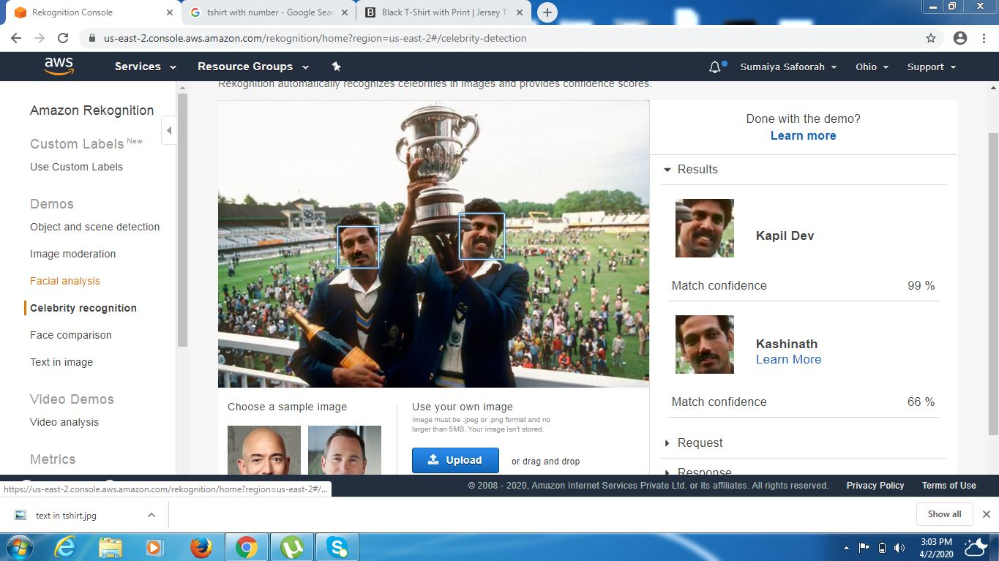 Rekognition Console
tshirt with number - Google Sear
Black T-Shirt with Print | Jersey T-
us-east-2.console.aws.amazon.com/rekognition/home?region=us-east-2#/celebrity-detection
aws
Services
Resource Groups
Sumaiya Safoorah
Ohio
Support
Amazon Rekognition
Custom Labels New
Use Custom Labels
Demos
Object and scene detection
Image moderation
Facial analysis
Celebrity recognition
Face comparison
Text in image
Video Demos
Video analysis
Metrics
Rekognition automatically recognizes celebrities in images and provides confidence scores.
Choose a sample image
Use your own image
Image must be .jpeg or .png format and no
larger than 5MB. Your image isn't stored.
Upload
or drag and drop
Done with the demo?
Learn more
Results
Kapil Dev
Match confidence 99 %
Kashinath
Learn More
Match confidence 66 %
Request
Response
https://us-east-2.console.aws.amazon.com/rekognition/home?region=us-east-2#/...
© 2008 - 2020, Amazon Internet Services Private Ltd. or its affiliates. All rights reserved.
Privacy Policy
Terms of Use
text in tshirt.jpg
Show all
3:03 PM
4/2/2020